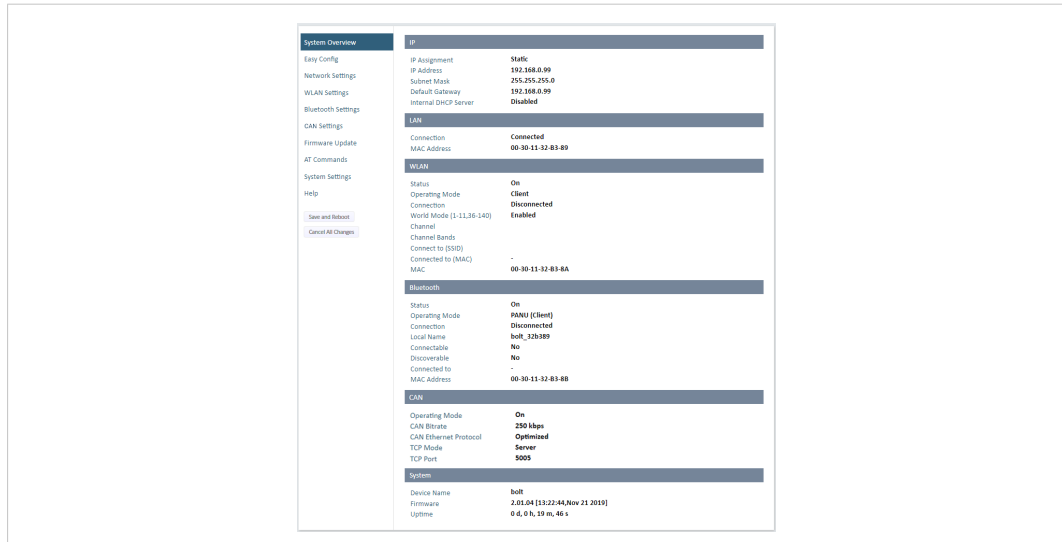 System Overview
Easy Config
Network Settings
WLAN Settings
Bluetooth Settings
CAN Settings
Firmware Update
AT Commands
System Settings
Help
Save and Reboot
Cancel All Changes
IP
IP Assignment Static
IP Address 192.168.0.99
Subnet Mask 255.255.255.0
Default Gateway 192.168.0.99
Internal DHCP Server Disabled
LAN
Connection Connected
MAC Address 00-30-11-32-B3-89
WLAN
Status On
Operating Mode Client
Connection Disconnected
World Mode (1-11,36-140) Enabled
Channel
Channel Bands
Connect to (SSID)
Connected to (MAC) -
MAC 00-30-11-32-B3-8A
Bluetooth
Status On
Operating Mode PANU (Client)
Connection Disconnected
Local Name bolt_32b389
Connectable No
Discoverable No
Connected to -
MAC Address 00-30-11-32-B3-8B
CAN
Operating Mode On
CAN Bitrate 250 kbps
CAN Ethernet Protocol Optimized
TCP Mode Server
TCP Port 5005
System
Device Name bolt
Firmware 2.01.04 [13:22:44,Nov 21 2019]
Uptime 0 d, 0 h, 19 m, 46 s